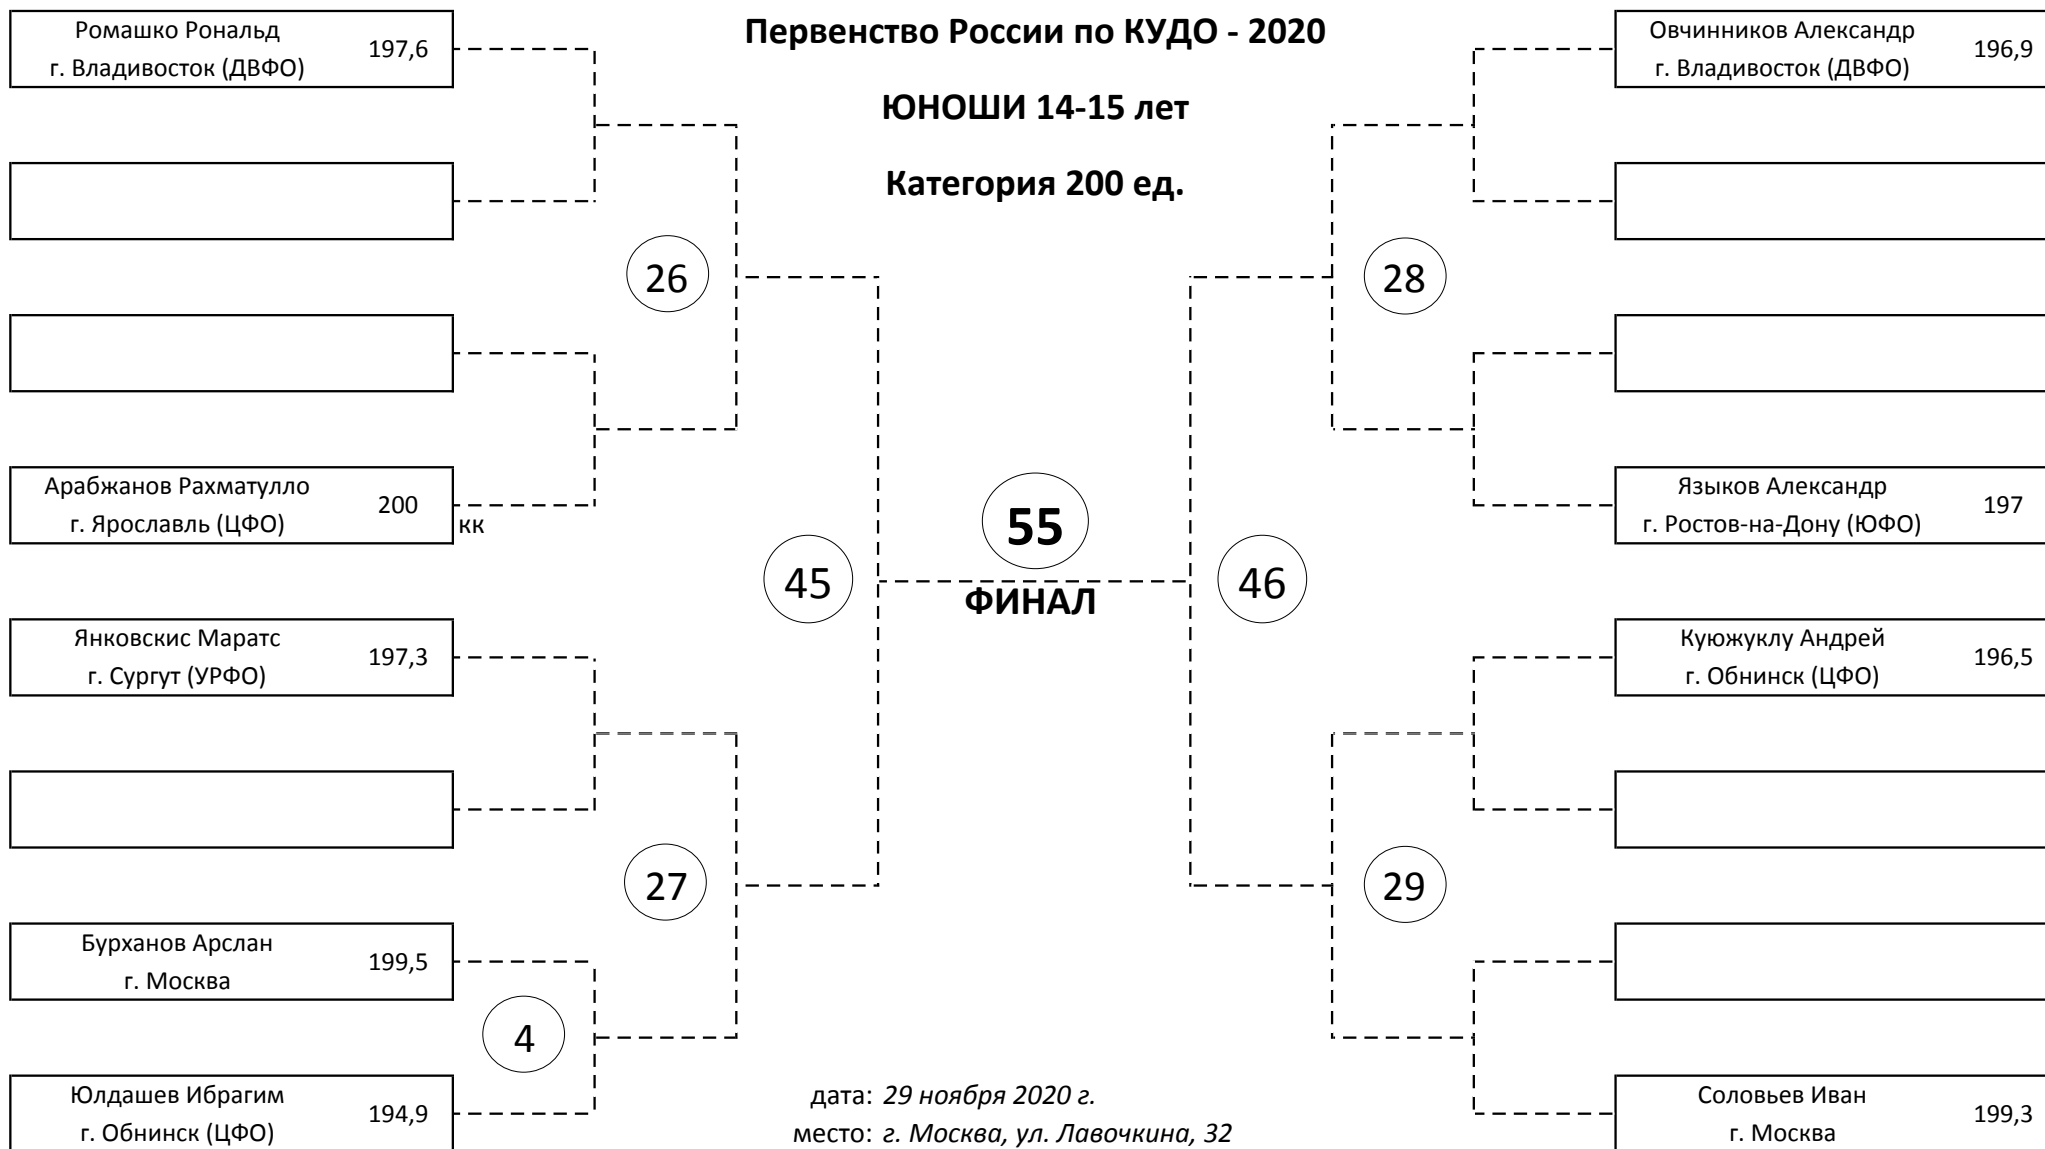 Первенство России по КУДО - 2020
ЮНОШИ 14-15 лет
Категория 200 ед.
Ромашко Рональд
г. Владивосток (ДВФО)
197,6
Арабжанов Рахматулло
г. Ярославль (ЦФО)
200
кк
Янковскис Маратс
г. Сургут (УРФО)
197,3
Бурханов Арслан
г. Москва
199,5
Юлдашев Ибрагим
г. Обнинск (ЦФО)
194,9
26
27
4
45
55
ФИНАЛ
46
28
29
Овчинников Александр
г. Владивосток (ДВФО)
196,9
Языков Александр
г. Ростов-на-Дону (ЮФО)
197
Куюжуклу Андрей
г. Обнинск (ЦФО)
196,5
Соловьев Иван
г. Москва
199,3
дата: 29 ноября 2020 г.
место: г. Москва, ул. Лавочкина, 32